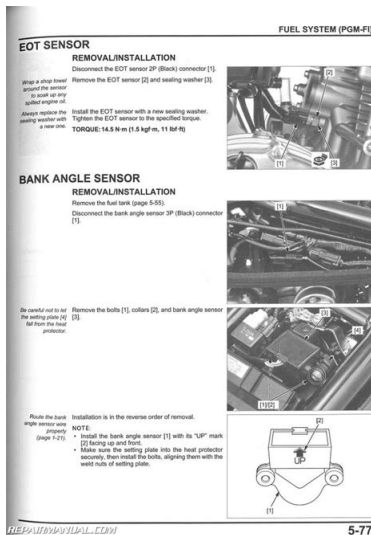 FUEL SYSTEM (PGM-FI)
EOT SENSOR
REMOVAL/INSTALLATION
Disconnect the EOT sensor 2P (Black) connector [1].
Wrap a shop towel
around the sensor
to soak up any
spilled engine oil.
Remove the EOT sensor [2] and sealing washer [3].
Always replace the
sealing washer with
a new one.
Install the EOT sensor with a new sealing washer.
Tighten the EOT sensor to the specified torque.
TORQUE: 14.5 N·m (1.5 kgf·m, 11 lbf·ft)
[2]
[1]
[3]
BANK ANGLE SENSOR
REMOVAL/INSTALLATION
Remove the fuel tank (page 5-55).
Disconnect the bank angle sensor 3P (Black) connector
[1].
[1]
Be careful not to let
the setting plate [4]
fall from the heat
protector.
Remove the bolts [1], collars [2], and bank angle sensor
[3].
[3]
[4]
[1]/[2]
Route the bank
angle sensor wire
properly
(page 1-21).
Installation is in the reverse order of removal.
NOTE:
• Install the bank angle sensor [1] with its "UP" mark
[2] facing up and front.
• Make sure the setting plate into the heat protector
securely, then install the bolts, aligning them with the
weld nuts of setting plate.
[2]
UP
[1]
REPAIRMANUAL.COM
5-77